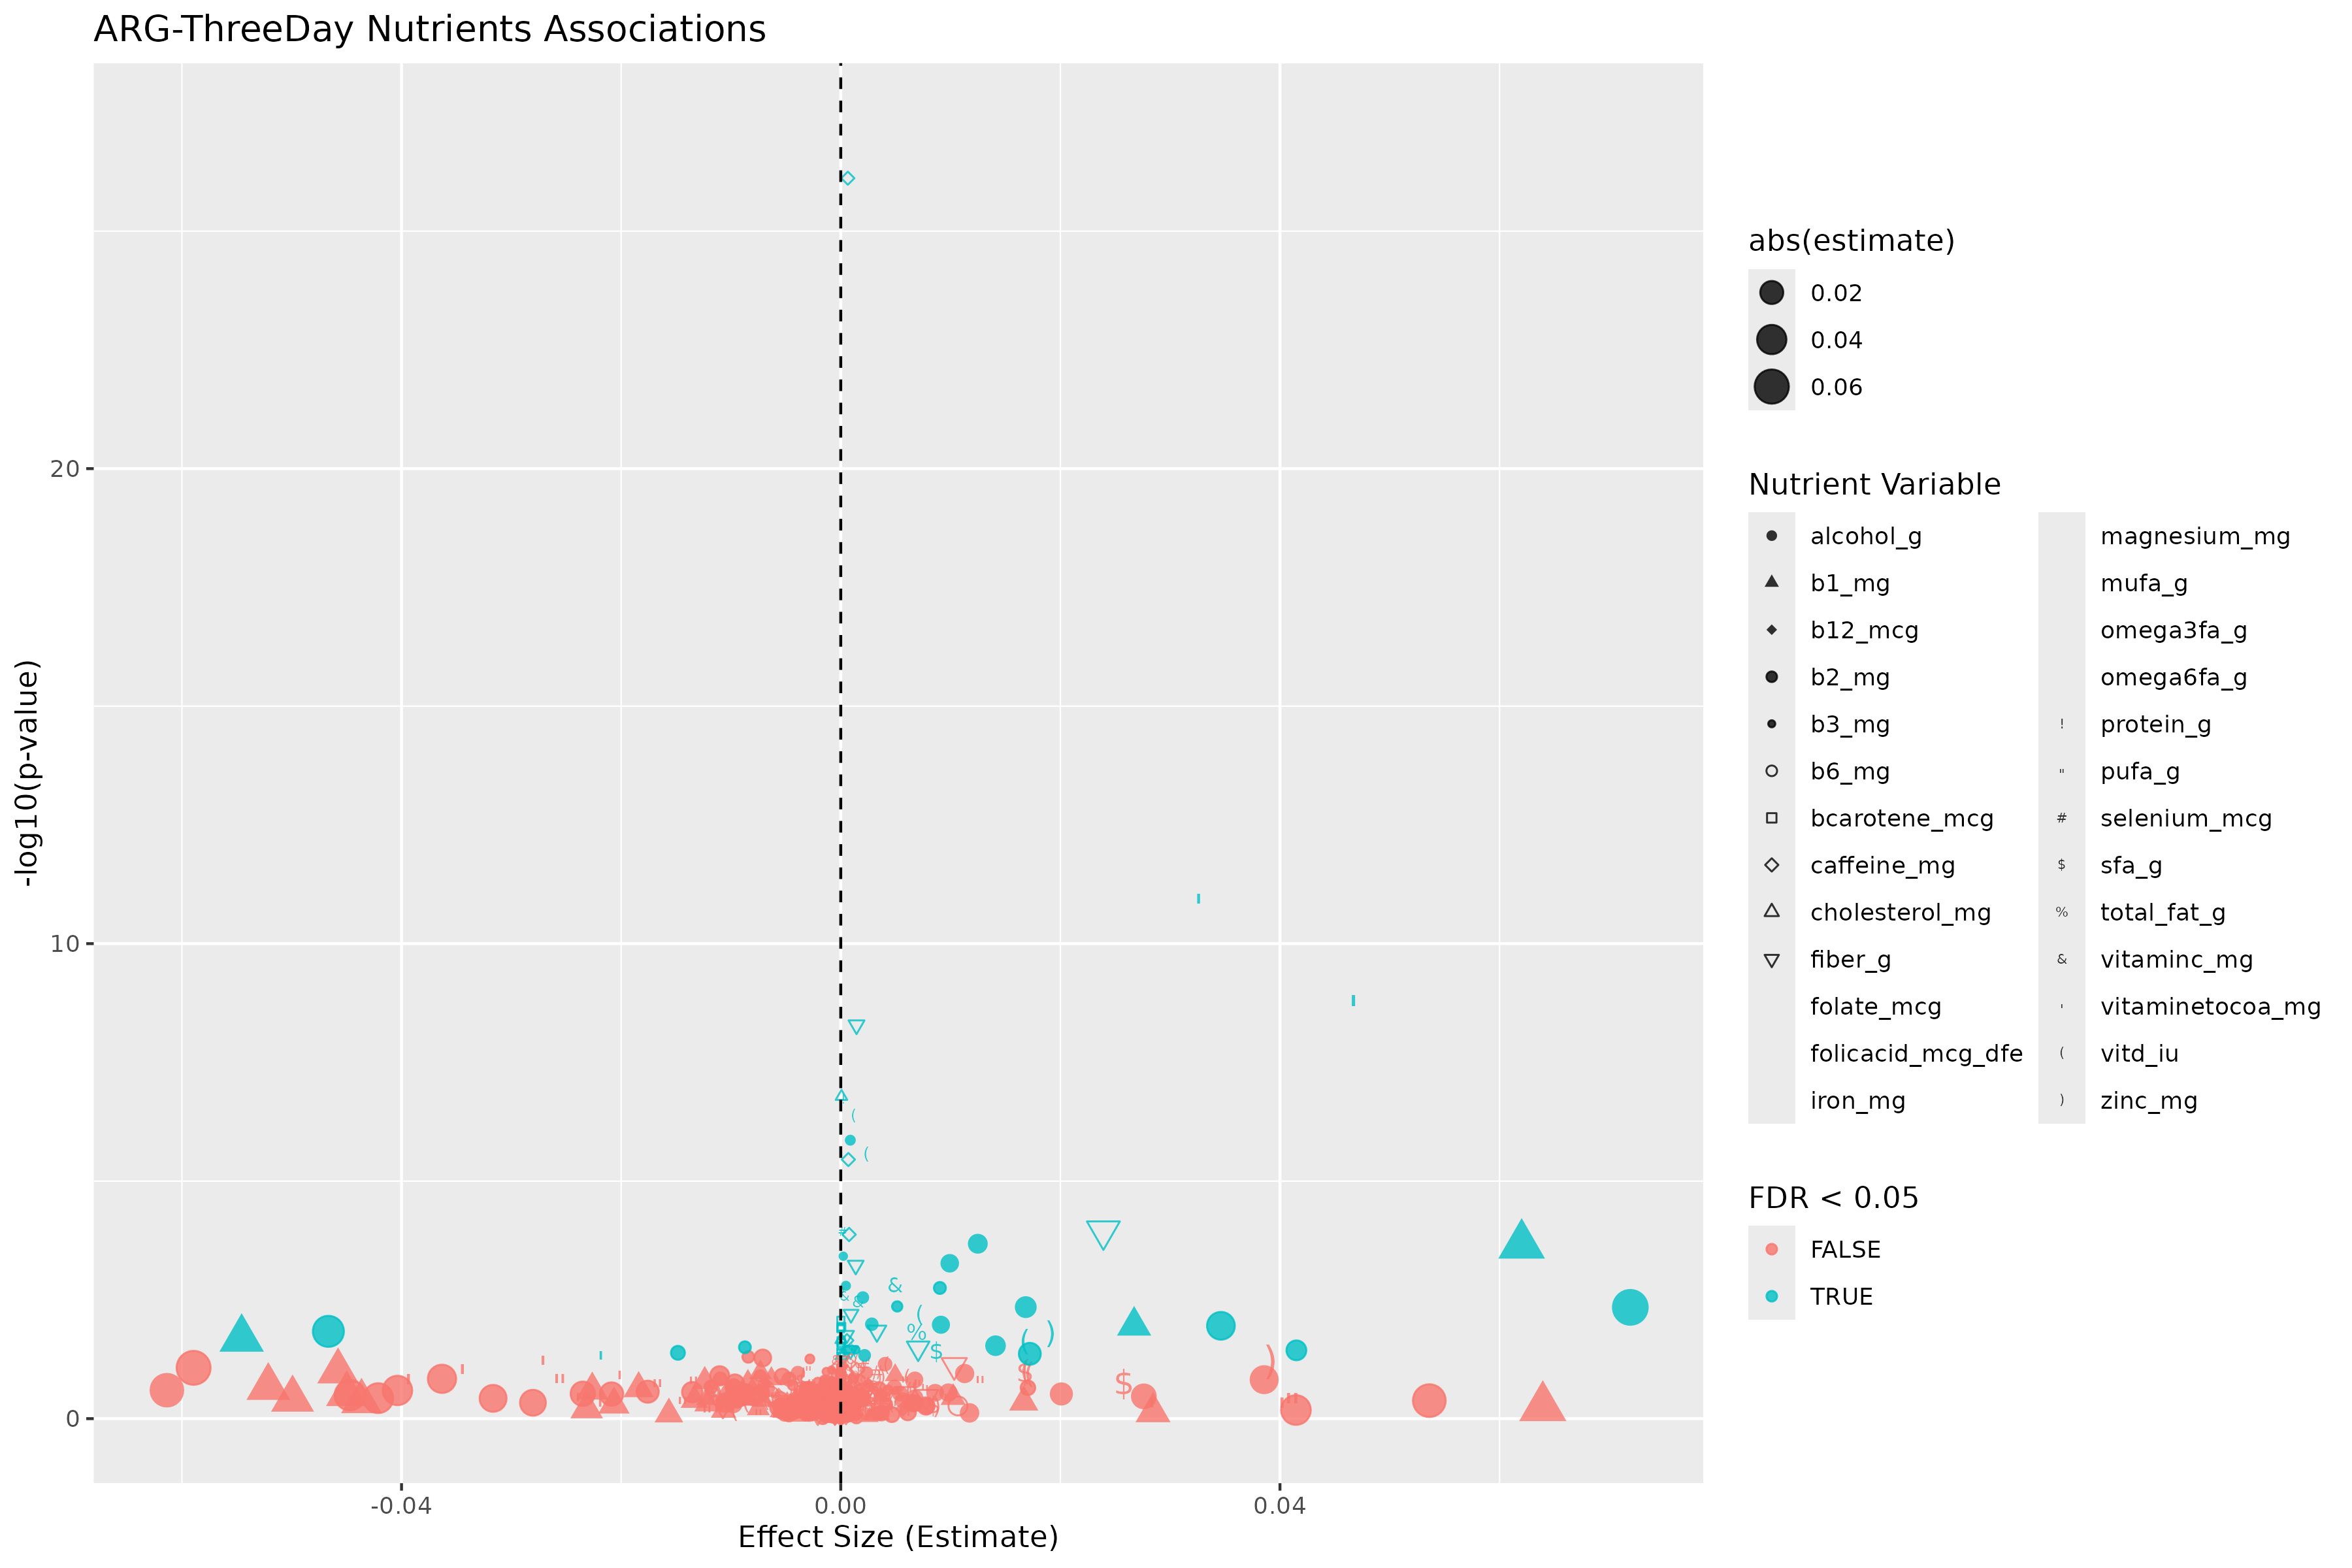 ARG-ThreeDay Nutrients Associations
-log10(p-value)
20
10
0
-0.04
0.00
0.04
Effect Size (Estimate)
abs(estimate)
0.02
0.04
0.06
Nutrient Variable
alcohol_g
b1_mg
b12_mcg
b2_mg
b3_mg
b6_mg
bcarotene_mcg
caffeine_mg
cholesterol_mg
fiber_g
folate_mcg
folicacid_mcg_dfe
iron_mg
magnesium_mg
mufa_g
omega3fa_g
omega6fa_g
! protein_g
" pufa_g
# selenium_mcg
$ sfa_g
% total_fat_g
& vitaminc_mg
' vitaminetocoa_mg
( vitd_iu
) zinc_mg
FDR < 0.05
FALSE
TRUE